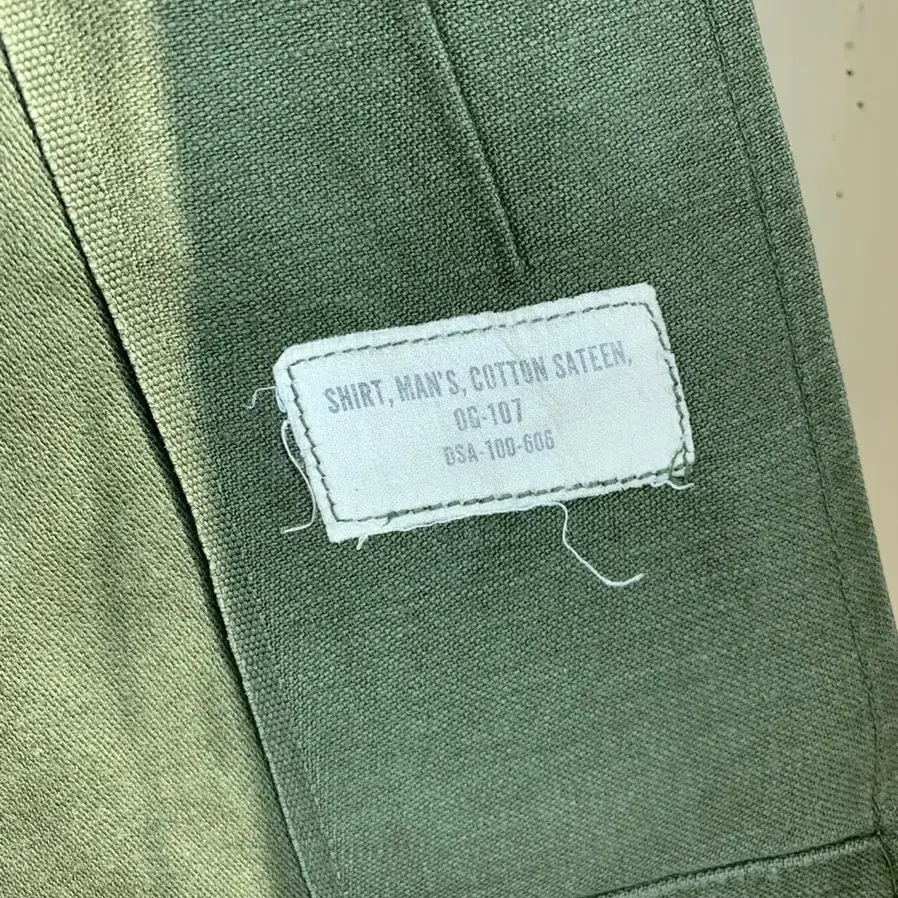 SHIRT, MAN'S, COTTON SATEEN,
OG-107
DSA-100-606